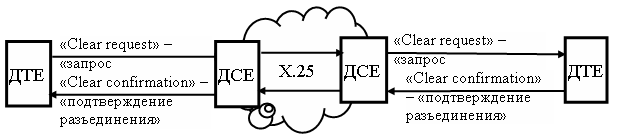 «Clear request» –
«запрос
«Clear confirmation» –
«подтверждение
разъединения»
ДТЕ
ДСЕ
X.25
ДСЕ
«Clear request» –
«запрос
«Clear confirmation»
– «подтверждение
разъединения»
ДТЕ